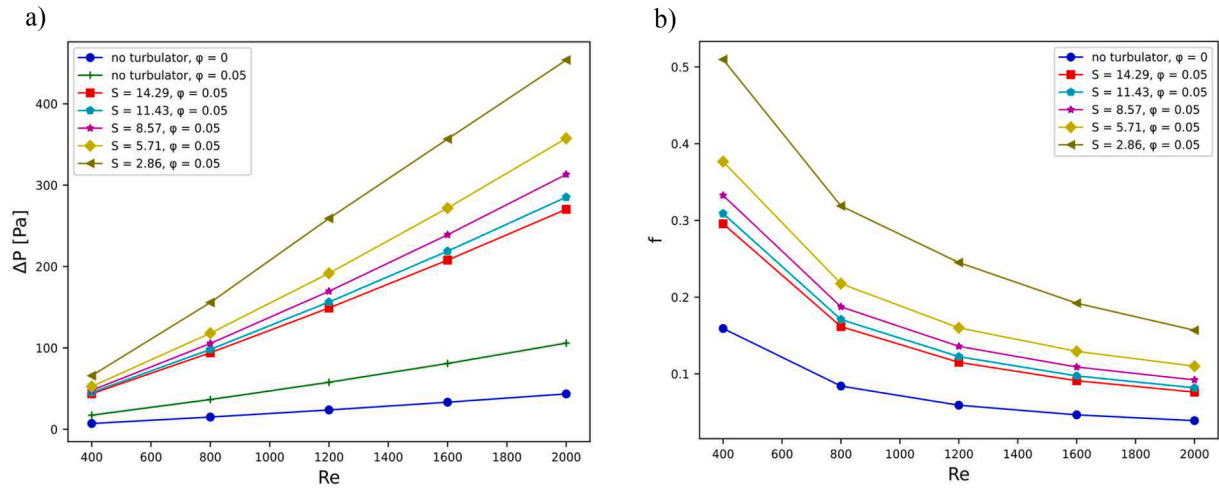 a)
no turbulator, φ = 0
no turbulator, φ = 0.05
S = 14.29, φ = 0.05
S = 11.43, φ = 0.05
S = 8.57, φ = 0.05
S = 5.71, φ = 0.05
S = 2.86, φ = 0.05
ΔP [Pa]
400
300
200
100
0
400 600 800 1000 1200 1400 1600 1800 2000
Re
b)
no turbulator, φ = 0
S = 14.29, φ = 0.05
S = 11.43, φ = 0.05
S = 8.57, φ = 0.05
S = 5.71, φ = 0.05
S = 2.86, φ = 0.05
f
0.5
0.4
0.3
0.2
0.1
400 600 800 1000 1200 1400 1600 1800 2000
Re